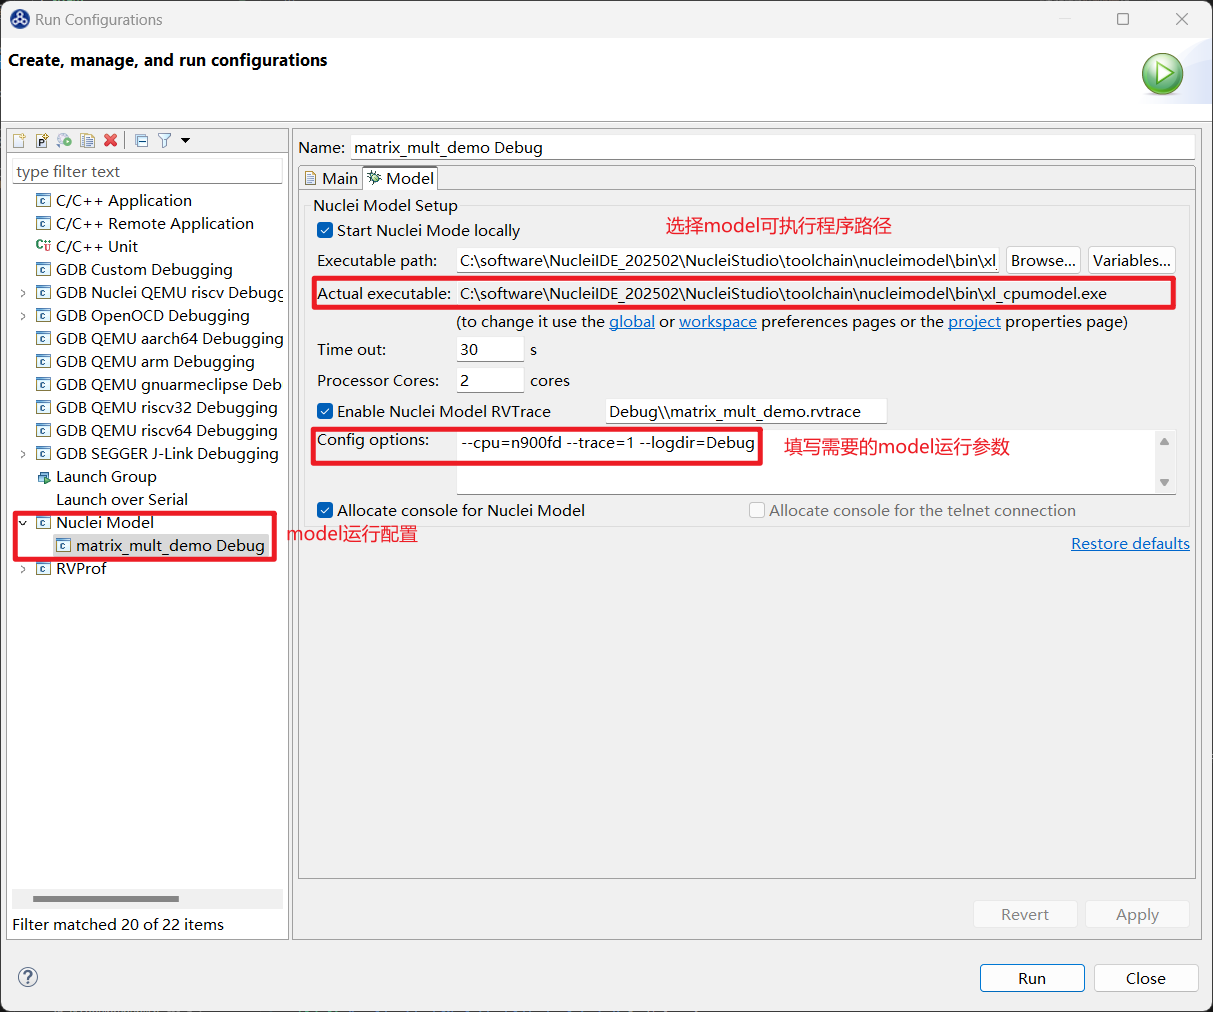 Run Configurations
Create, manage, and run configurations
type filter text
C/C++ Application
C/C++ Remote Application
C/C++ Unit
GDB Custom Debugging
GDB Nuclei QEMU riscv Debugg
GDB OpenOCD Debugging
GDB QEMU aarch64 Debugging
GDB QEMU arm Debugging
GDB QEMU gnuarmeclipse Deb
GDB QEMU riscv32 Debugging
GDB QEMU riscv64 Debugging
GDB SEGGER J-Link Debugging
Launch Group
Launch over Serial
Nuclei Model
matrix_mult_demo Debug
RVProf
model运行配置
Filter matched 20 of 22 items
Name: matrix_mult_demo Debug
Main Model
Nuclei Model Setup
Start Nuclei Mode locally
选择model可执行程序路径
Executable path: C:\software\NucleiIDE_202502\NucleiStudio\toolchain\nucleimodel\bin\xl_ Browse... Variables...
Actual executable: C:\software\NucleiIDE_202502\NucleiStudio\toolchain\nucleimodel\bin\xl_cpumodel.exe
(to change it use the global or workspace preferences pages or the project properties page)
Time out: 30 s
Processor Cores: 2 cores
Enable Nuclei Model RVTrace Debug\\matrix_mult_demo.rvtrace
Config options: --cpu=n900fd --trace=1 --logdir=Debug
填写需要的model运行参数
Allocate console for Nuclei Model Allocate console for the telnet connection
Restore defaults
Revert Apply
Run Close